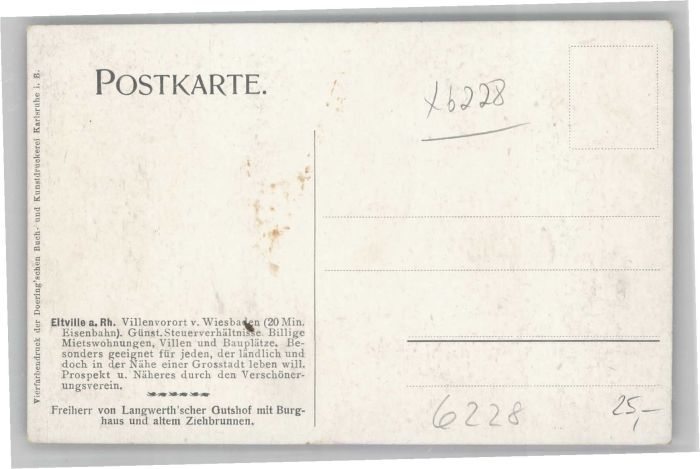 POSTKARTE.
x6228
Vierfarbendruck der Doering'schen Buch- und Kunstdruckerei Karlsruhe i. B.
Eltville a. Rh. Villenvorort v. Wiesbaden (20 Min.
Eisenbahn). Günst. Steuerverhältnisse. Billige
Mietswohnungen, Villen und Bauplätze. Be-
sonders geeignet für jeden, der ländlich und
doch in der Nähe einer Grosstadt leben will.
Prospekt u. Näheres durch den Verschöner-
ungsverein.
Freiherr von Langwerth'scher Gutshof mit Burg-
haus und altem Ziehbrunnen.
6228
25,-